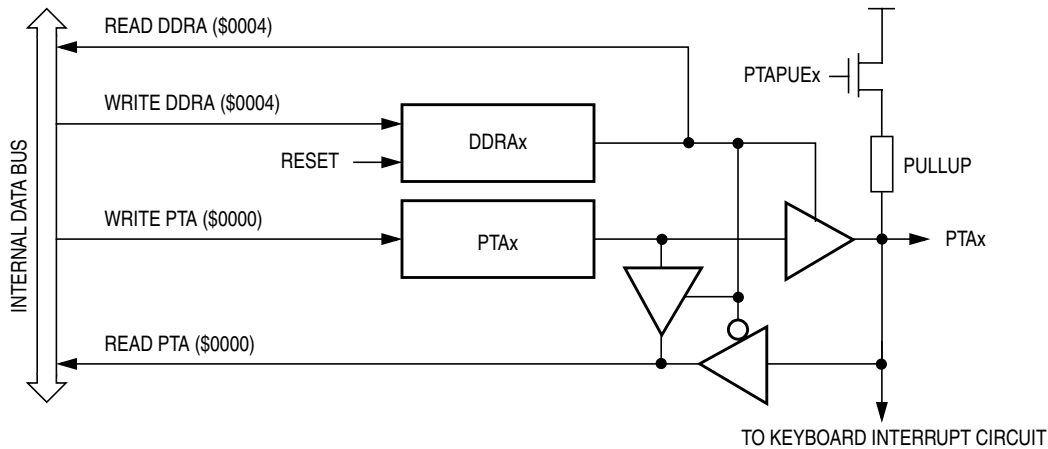 READ DDRA ($0004)
PTAPUEx
WRITE DDRA ($0004)
DDRAx
RESET
PULLUP
INTERNAL DATA BUS
WRITE PTA ($0000)
PTAx
PTAx
READ PTA ($0000)
TO KEYBOARD INTERRUPT CIRCUIT